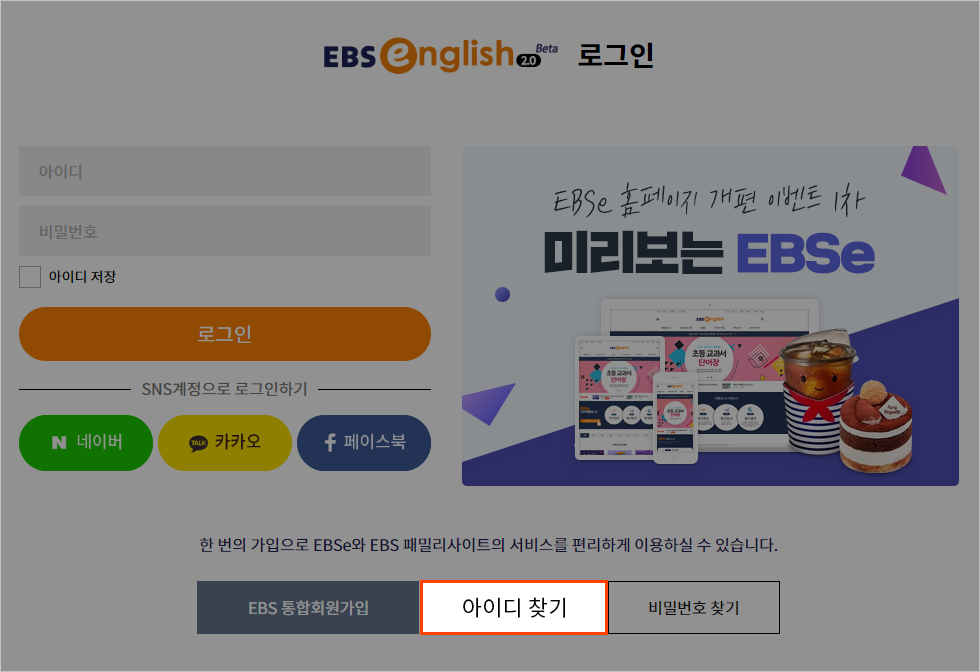 EBS english 2.0 Beta 로그인
아이디
비밀번호
아이디 저장
로그인
SNS계정으로 로그인하기
N 네이버
TALK 카카오
f 페이스북
EBSe 홈페이지 개편 이벤트 1차
미리보는 EBSe
EBS english
초등 교과서
단어장
한 번의 가입으로 EBSe와 EBS 패밀리사이트의 서비스를 편리하게 이용하실 수 있습니다.
EBS 통합회원가입
아이디 찾기
비밀번호 찾기